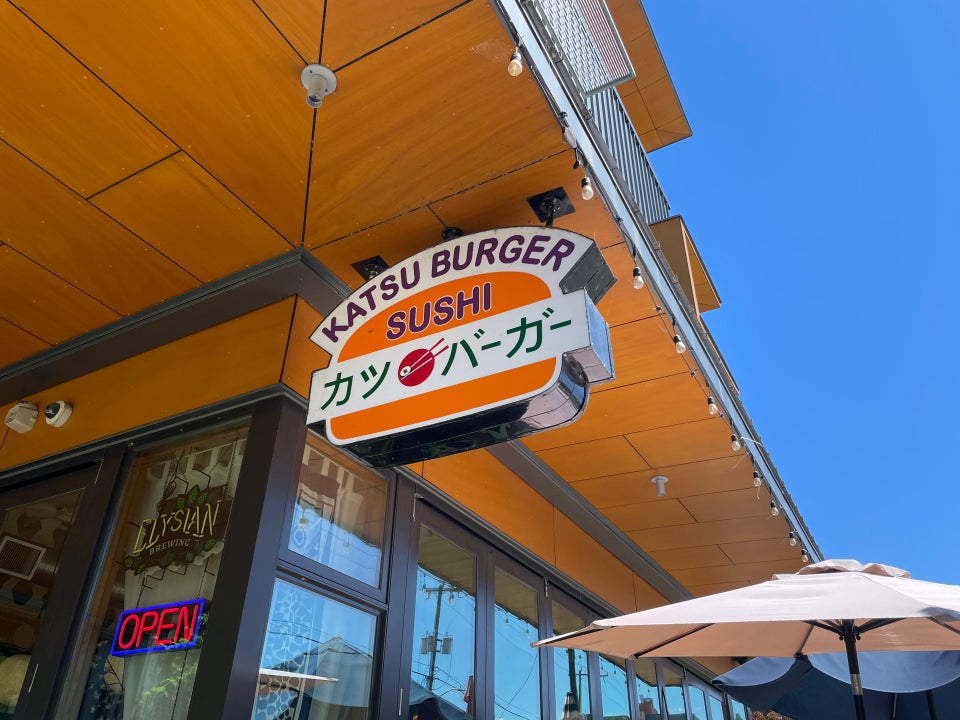 KATSU BURGER
SUSHI
カツバーガー
ELYSIAN
BREWING
OPEN